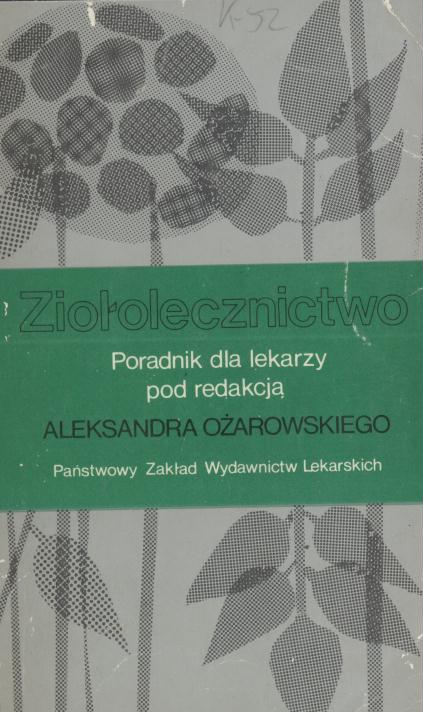 K-52
Ziołolecznictwo
Poradnik dla lekarzy
pod redakcją
ALEKSANDRA OŻAROWSKIEGO
Państwowy Zakład Wydawnictw Lekarskich